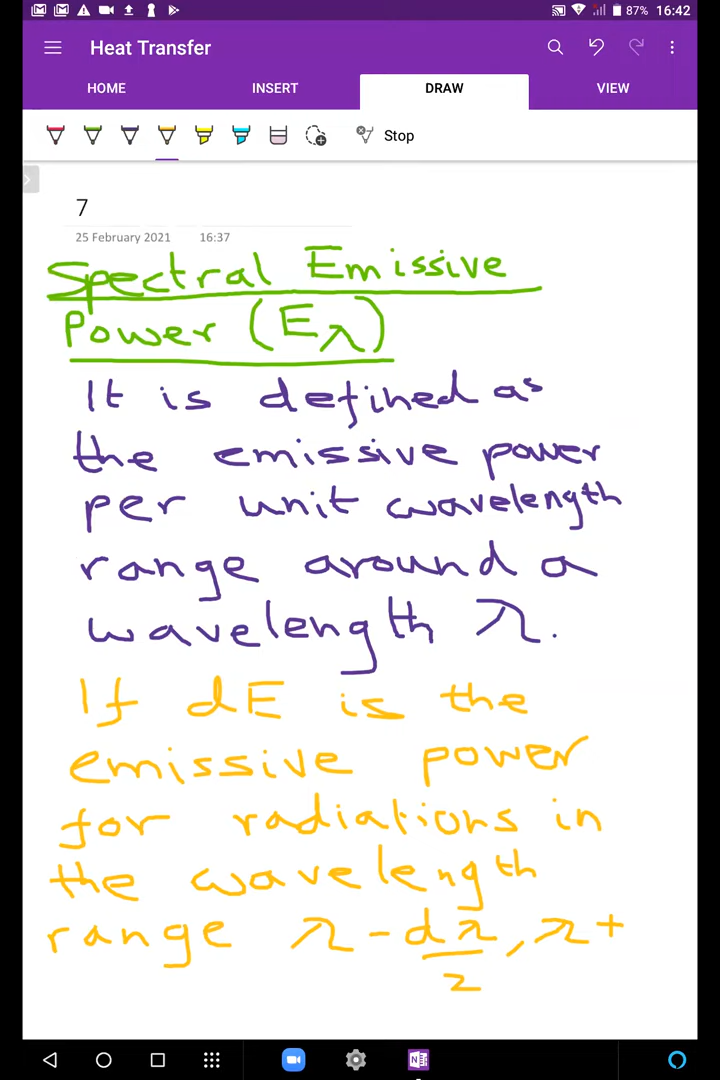 87% 16:42
Heat Transfer
HOME INSERT DRAW VIEW
Stop
7
25 February 2021 16:37
Spectral Emissive
Power (Eλ)
It is defined as
the emissive power
per unit wavelength
range around a
wavelength λ.
If dE is the
emissive power
for radiations in
the wavelength
range λ - dλ/2, λ +
N